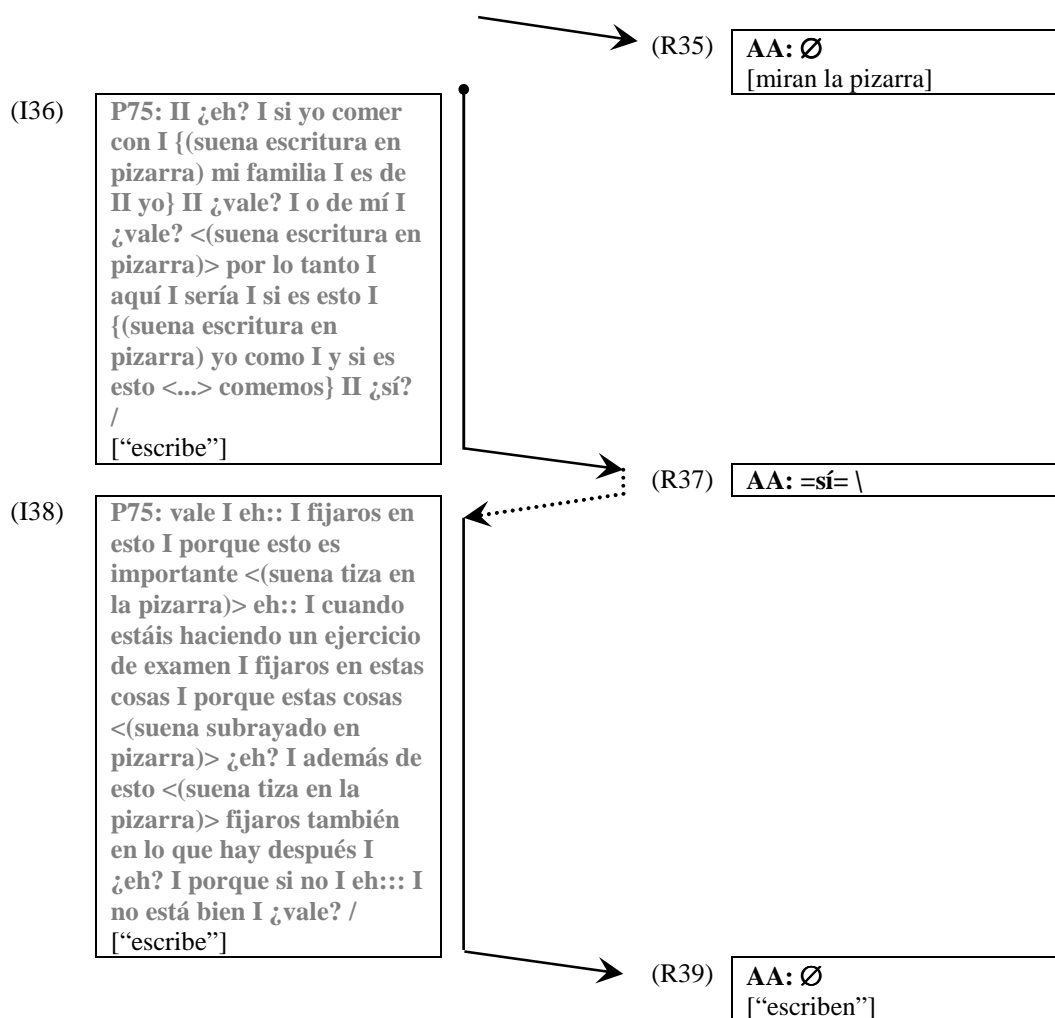 (R35)
AA: Ø
[miran la pizarra]
(I36)
P75: II ¿eh? I si yo comer
con I {(suena escritura en
pizarra) mi familia I es de
II yo} II ¿vale? I o de mí I
¿vale? <(suena escritura en
pizarra)> por lo tanto I
aquí I sería I si es esto I
{(suena escritura en
pizarra) yo como I y si es
esto <...> comemos} II ¿sí?
/
[“escribe”]
(R37)
AA: =sí= \
(I38)
P75: vale I eh:: I fijaros en
esto I porque esto es
importante <(suena tiza en
la pizarra)> eh:: I cuando
estáis haciendo un ejercicio
de examen I fijaros en estas
cosas I porque estas cosas
<(suena subrayado en
pizarra)> ¿eh? I además de
esto <(suena tiza en la
pizarra)> fijaros también
en lo que hay después I
¿eh? I porque si no I eh::: I
no está bien I ¿vale? /
[“escribe”]
(R39)
AA: Ø
[“escriben”]